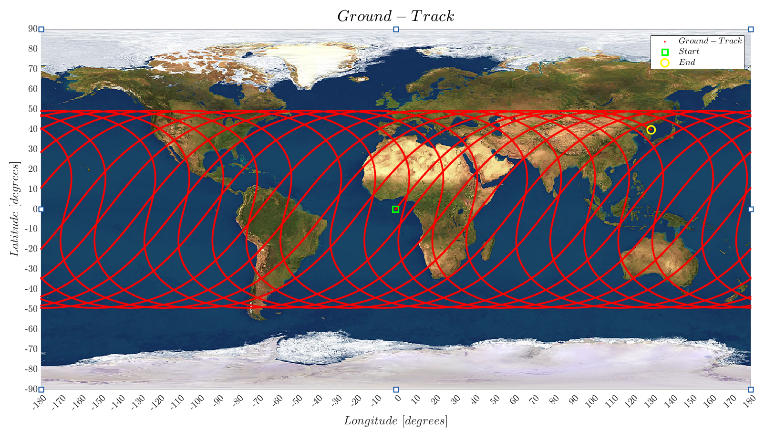 Ground − Track
Ground − Track
Start
End
90
80
70
60
50
40
30
20
10
0
-10
-20
-30
-40
-50
-60
-70
-80
-90
Latitude [degrees]
-180 -170 -160 -150 -140 -130 -120 -110 -100 -90 -80 -70 -60 -50 -40 -30 -20 -10 0 10 20 30 40 50 60 70 80 90 100 110 120 130 140 150 160 170 180
Longitude [degrees]